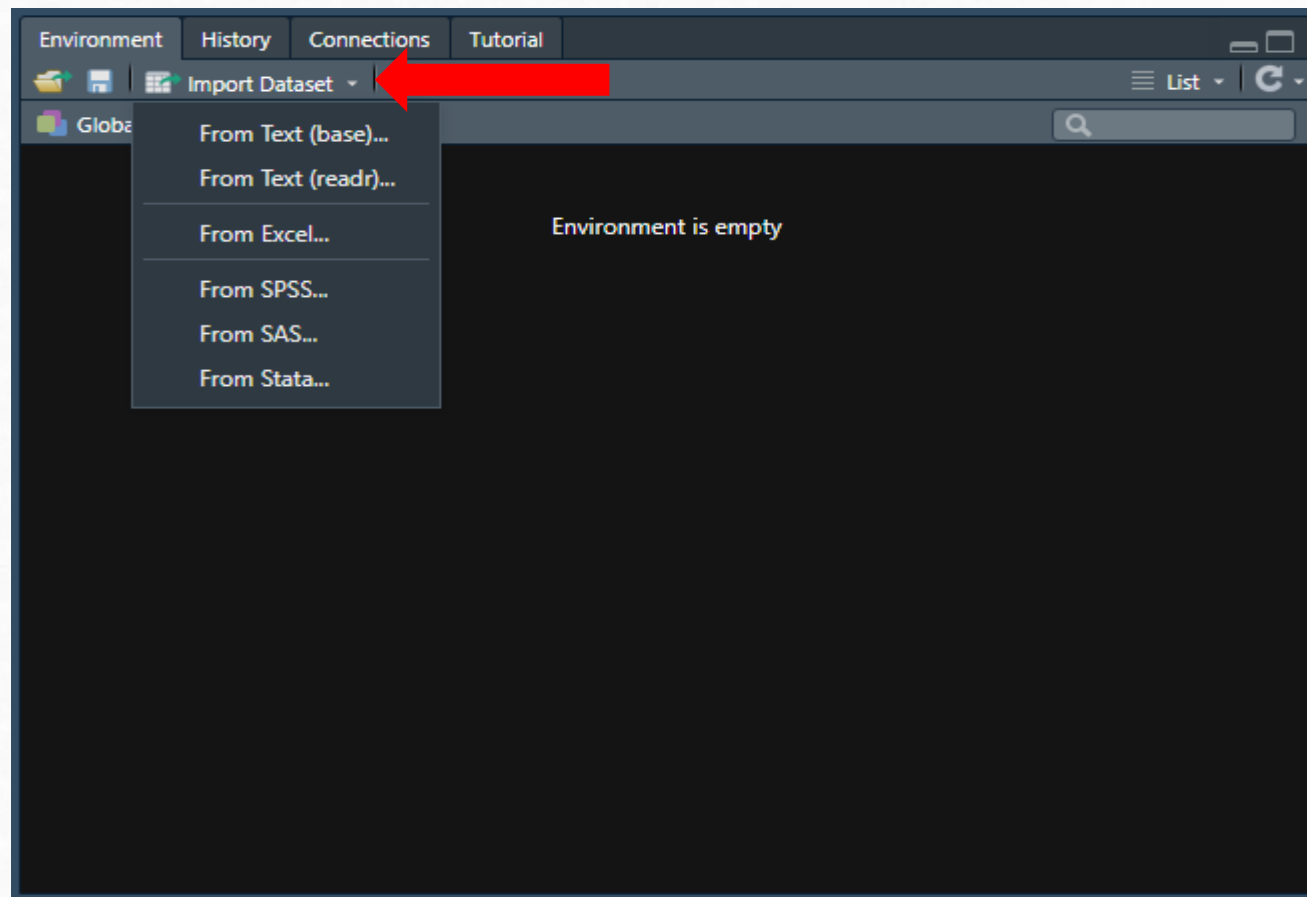 Environment History Connections Tutorial
Import Dataset List
Globa
From Text (base)...
From Text (readr)...
From Excel...
Environment is empty
From SPSS...
From SAS...
From Stata...